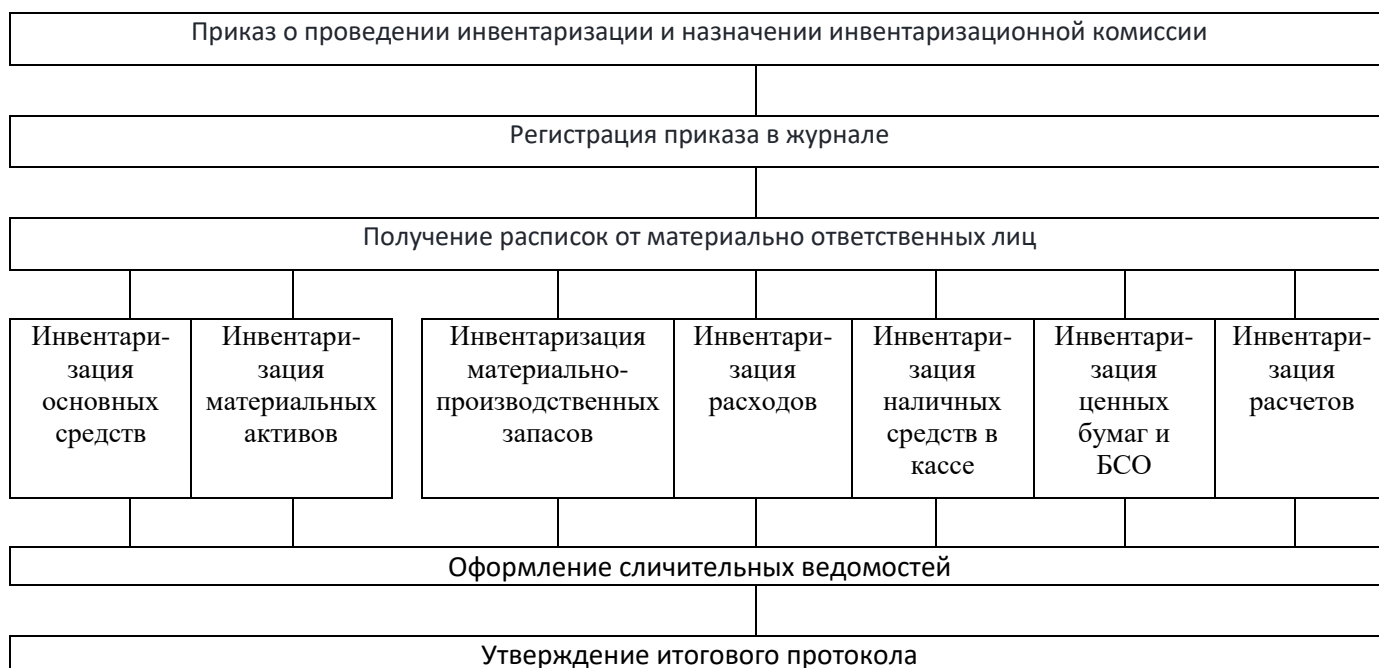 Приказ о проведении инвентаризации и назначении инвентаризационной комиссии
Регистрация приказа в журнале
Получение расписок от материально ответственных лиц
Инвентари-
зация
основных
средств
Инвентари-
зация
материальных
активов
Инвентаризация
материально-
производственных
запасов
Инвентари-
зация
расходов
Инвентари-
зация
наличных
средств в
кассе
Инвентари-
зация
ценных
бумаг и
БСО
Инвентари-
зация
расчетов
Оформление сличительных ведомостей
Утверждение итогового протокола